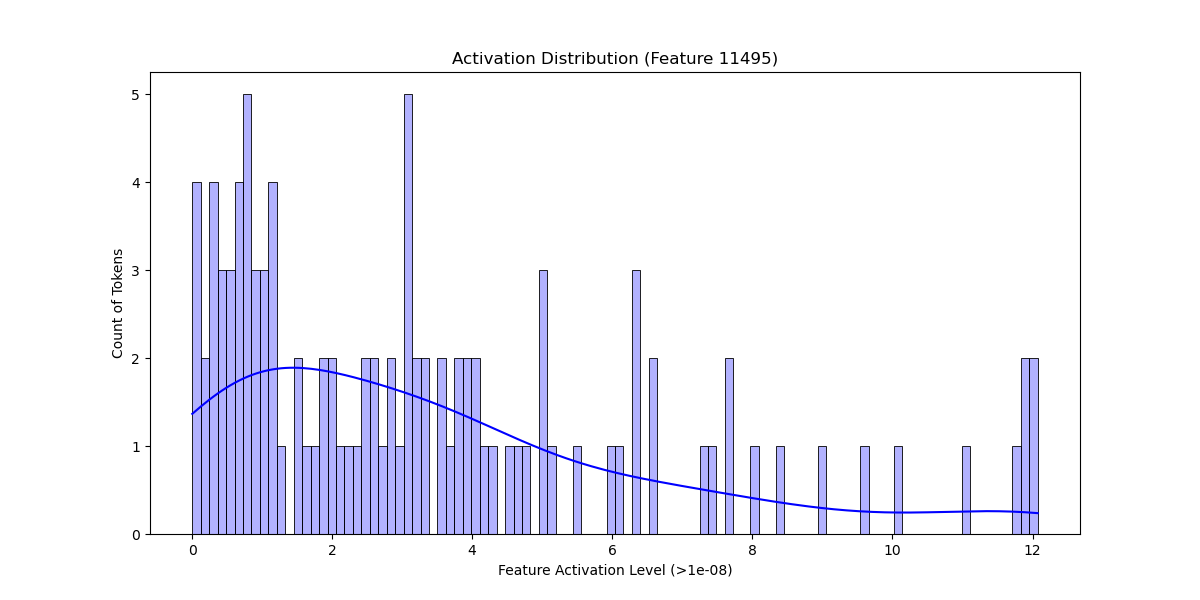 Activation Distribution (Feature 11495)
Count of Tokens
5
4
3
2
1
0
0 2 4 6 8 10 12
Feature Activation Level (>1e-08)